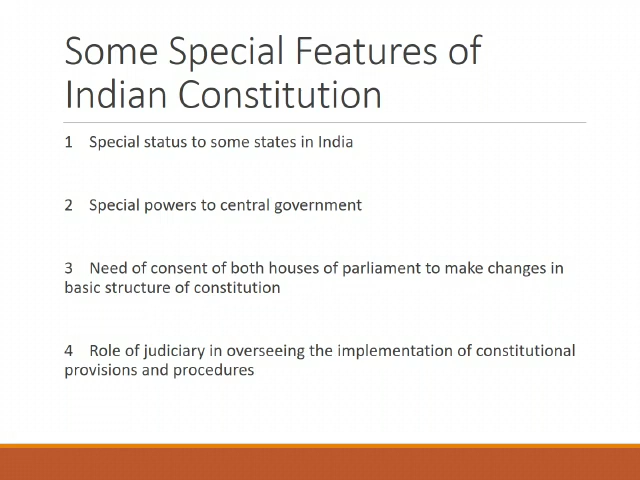 Some Special Features of
Indian Constitution
1 Special status to some states in India
2 Special powers to central government
3 Need of consent of both houses of parliament to make changes in
basic structure of constitution
4 Role of judiciary in overseeing the implementation of constitutional
provisions and procedures